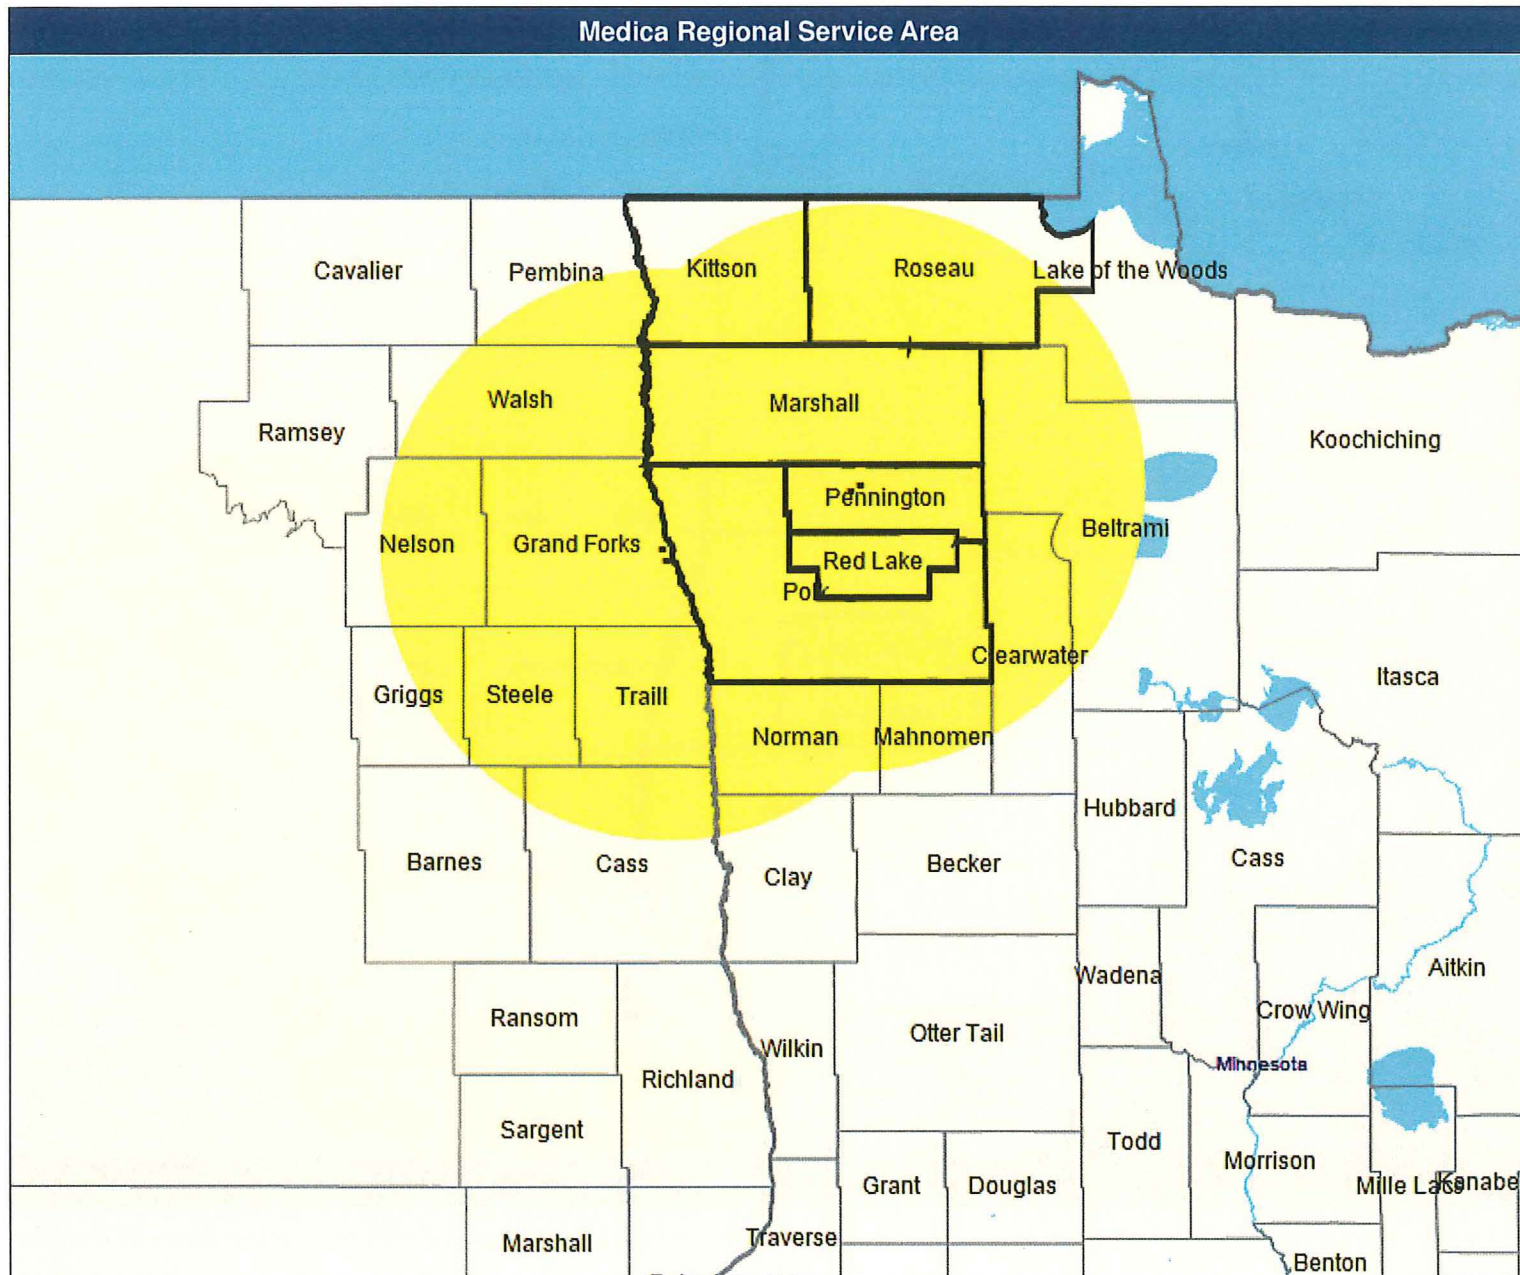 Medica Regional Service Area
Cavalier
Pembina
Kittson
Roseau
Lake of the Woods
Walsh
Marshall
Ramsey
Koochiching
Pennington
Beltrami
Nelson
Grand Forks
Red Lake
Polk
Clearwater
Itasca
Griggs
Steele
Traill
Norman
Mahnomen
Hubbard
Barnes
Cass
Clay
Becker
Cass
Wadena
Aitkin
Ransom
Crow Wing
Otter Tail
Wilkin
Richland
Minnesota
Sargent
Todd
Morrison
Grant
Douglas
Mille Lacs
Kanabe
Marshall
Traverse
Benton